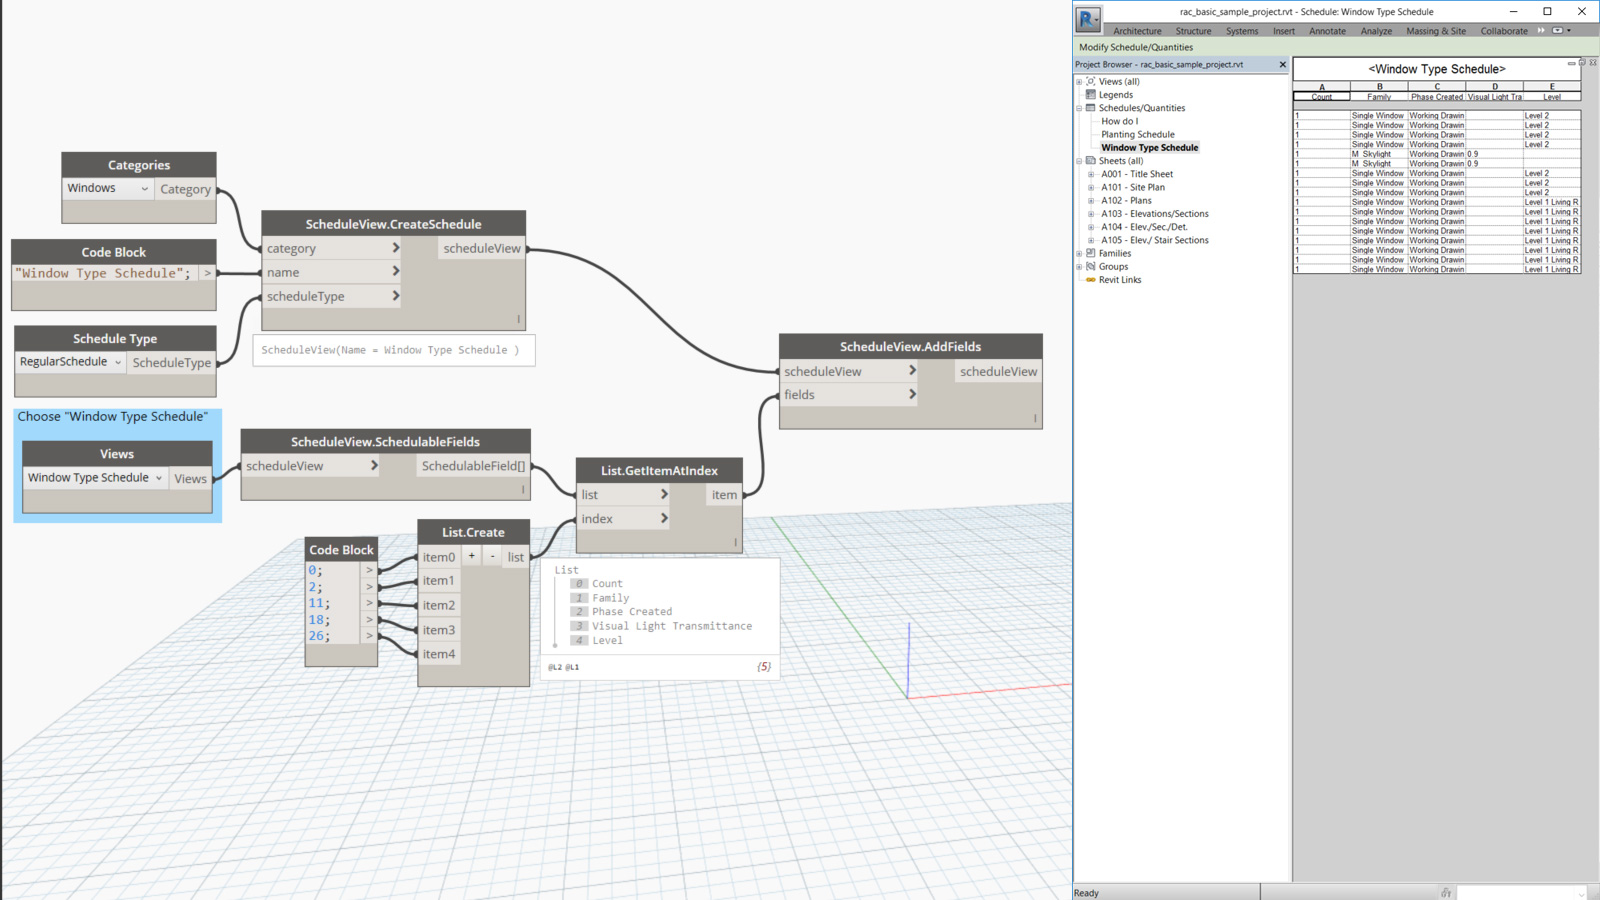 Categories
Windows
Category
Code Block
"Window Type Schedule";
>
Schedule Type
RegularSchedule
ScheduleType
ScheduleView.CreateSchedule
category
>
scheduleView
name
>
scheduleType
>
ScheduleView(Name = Window Type Schedule )
Choose "Window Type Schedule"
Views
Window Type Schedule
Views
ScheduleView.SchedulableFields
scheduleView
>
SchedulableField[]
Code Block
0; >
2; >
11; >
18; >
26; >
List.Create
item0 + - list
item1
item2
item3
item4
List.GetItemAtIndex
list > item
index >
List
0 Count
1 Family
2 Phase Created
3 Visual Light Transmittance
4 Level
@L2 @L1 {5}
ScheduleView.AddFields
scheduleView > scheduleView
fields >
R
rac_basic_sample_project.rvt - Schedule: Window Type Schedule
Architecture Structure Systems Insert Annotate Analyze Massing & Site Collaborate
Modify Schedule/Quantities
Project Browser - rac_basic_sample_project.rvt
Views (all)
Legends
Schedules/Quantities
How do I
Planting Schedule
Window Type Schedule
Sheets (all)
A001 - Title Sheet
A101 - Site Plan
A102 - Plans
A103 - Elevations/Sections
A104 - Elev./Sec./Det.
A105 - Elev./ Stair Sections
Families
Groups
Revit Links
<Window Type Schedule>
A B C D E
Count Family Phase Created Visual Light Tra Level
1 Single Window Working Drawin Level 2
1 Single Window Working Drawin Level 2
1 Single Window Working Drawin Level 2
1 Single Window Working Drawin Level 2
1 M_Skylight Working Drawin 0.9
1 M_Skylight Working Drawin 0.9
1 Single Window Working Drawin Level 2
1 Single Window Working Drawin Level 2
1 Single Window Working Drawin Level 2
1 Single Window Working Drawin Level 1 Living R
1 Single Window Working Drawin Level 1 Living R
1 Single Window Working Drawin Level 1 Living R
1 Single Window Working Drawin Level 1 Living R
1 Single Window Working Drawin Level 1 Living R
1 Single Window Working Drawin Level 1 Living R
1 Single Window Working Drawin Level 1 Living R
1 Single Window Working Drawin Level 1 Living R
Ready